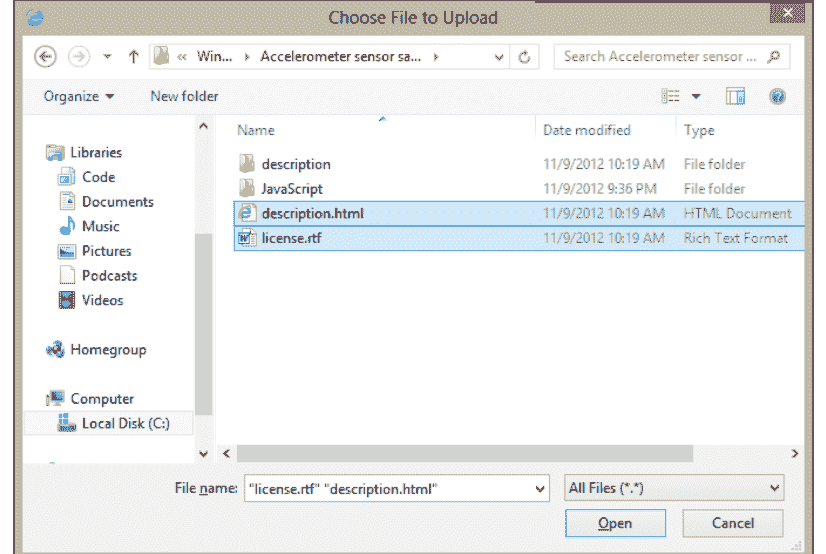 Choose File to Upload
« Win... Accelerometer sensor sa... Search Accelerometer sensor ...
Organize New folder
Name Date modified Type
Libraries
Code
Documents
Music
Pictures
Podcasts
Videos
Homegroup
Computer
Local Disk (C:)
description 11/9/2012 10:19 AM File folder
JavaScript 11/9/2012 9:36 PM File folder
description.html 11/9/2012 10:19 AM HTML Document
license.rtf 11/9/2012 10:19 AM Rich Text Format
File name: "license.rtf" "description.html" All Files (*.*)
Open Cancel